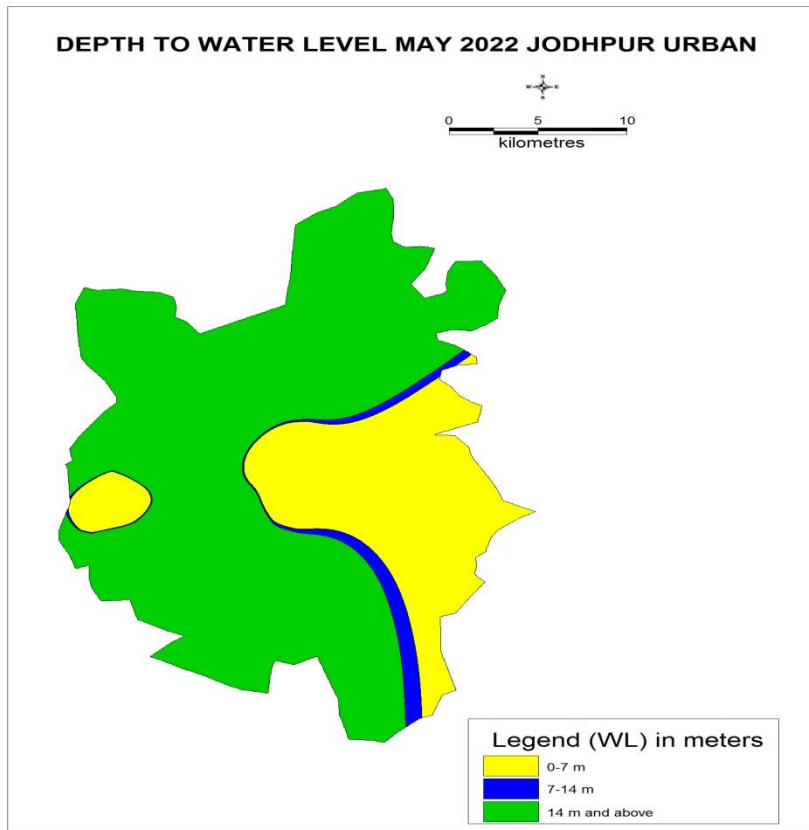 DEPTH TO WATER LEVEL MAY 2022 JODHPUR URBAN
N
W E
S
0 5 10
kilometres
Legend (WL) in meters
0-7 m
7-14 m
14 m and above